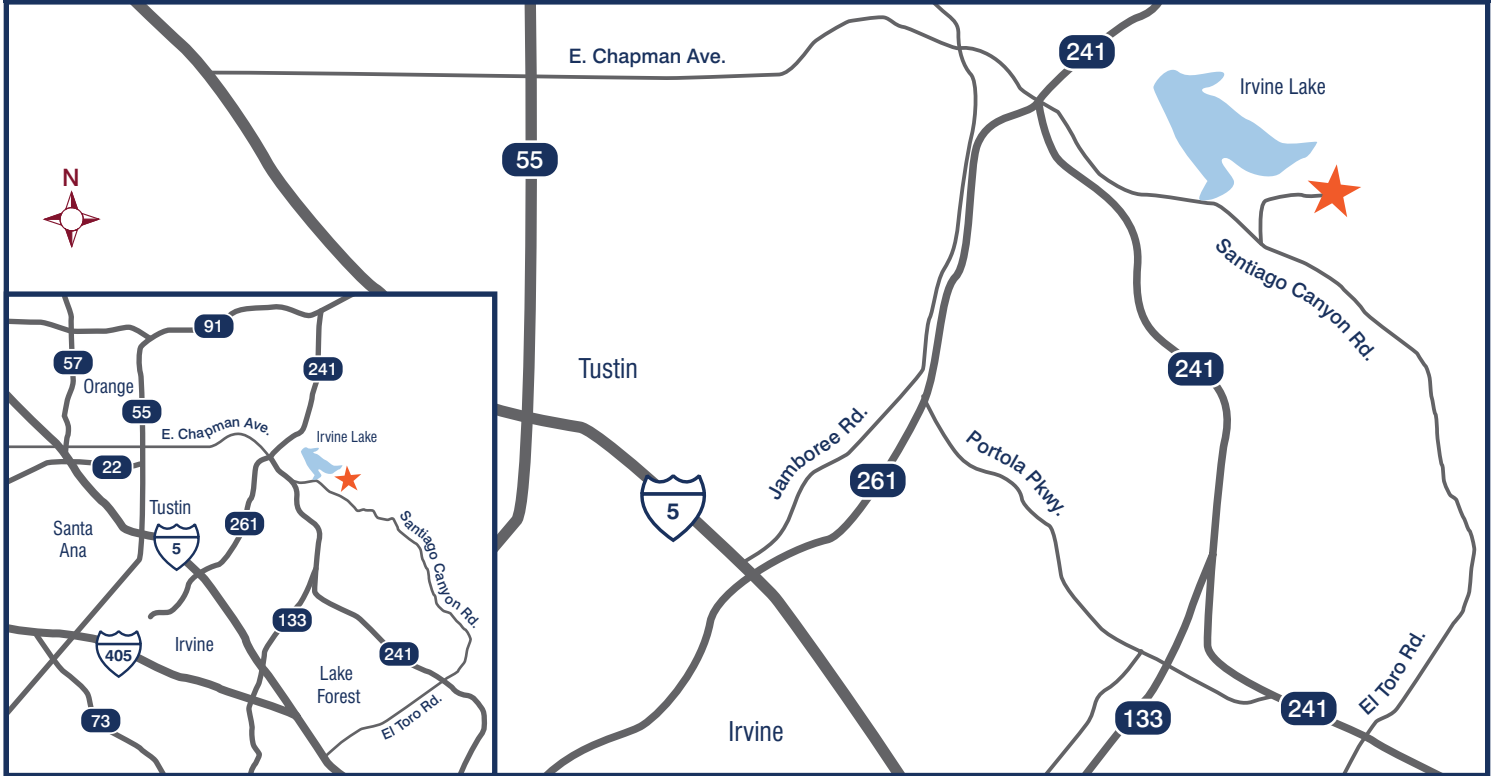 241
E. Chapman Ave.
Irvine Lake
55
N
Santiago Canyon Rd.
241
Tustin
Jamboree Rd.
Portola Pkwy.
261
5
El Toro Rd.
241
133
Irvine
91
57
241
Orange
55
E. Chapman Ave.
Irvine Lake
22
Tustin
Santa
Ana
261
5
Santiago Canyon Rd.
133
Irvine
405
241
Lake
Forest
73
El Toro Rd.